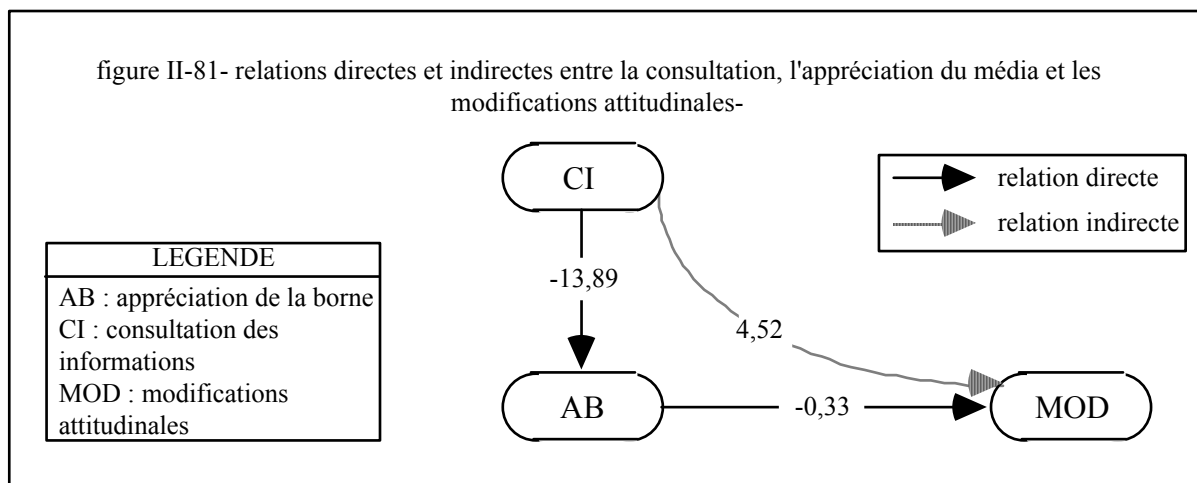 figure II-81- relations directes et indirectes entre la consultation, l'appréciation du média et les
modifications attitudinales-
CI
relation directe
relation indirecte
LEGENDE
AB : appréciation de la borne
CI : consultation des
informations
MOD : modifications
attitudinales
-13,89
4,52
AB
-0,33
MOD